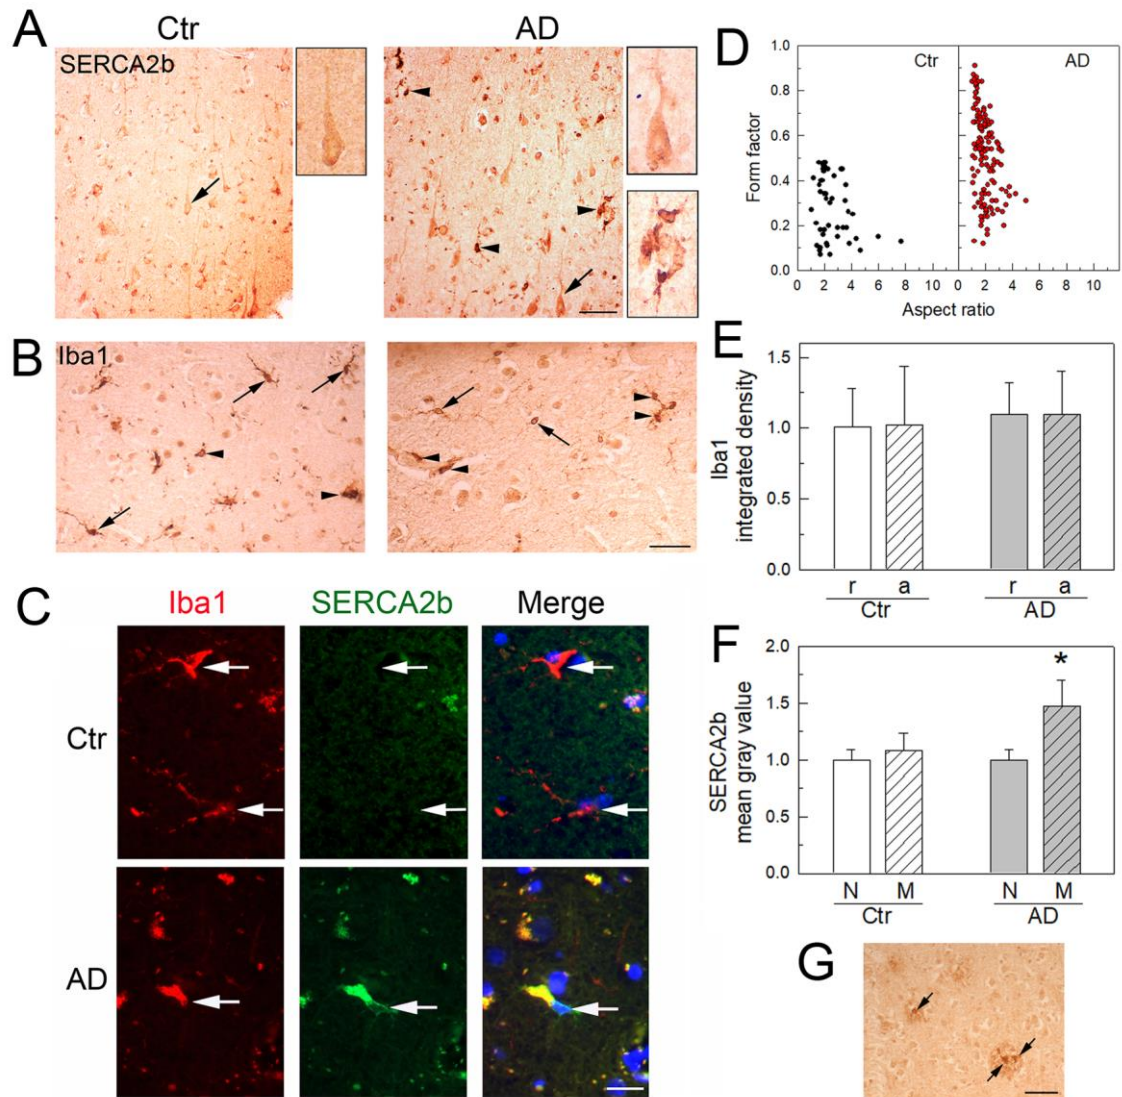 A
Ctr
AD
SERCA2b
B
Iba1
C
Iba1
SERCA2b
Merge
Ctr
AD
D
Form factor
1.0
0.8
0.6
0.4
0.2
0.0
Ctr
AD
0 2 4 6 8 10 0 2 4 6 8 10
Aspect ratio
E
Iba1
integrated density
1.5
1.0
0.5
0.0
r a r a
Ctr AD
F
SERCA2b
mean gray value
2.0
1.5
1.0
0.5
0.0
*
N M N M
Ctr AD
G